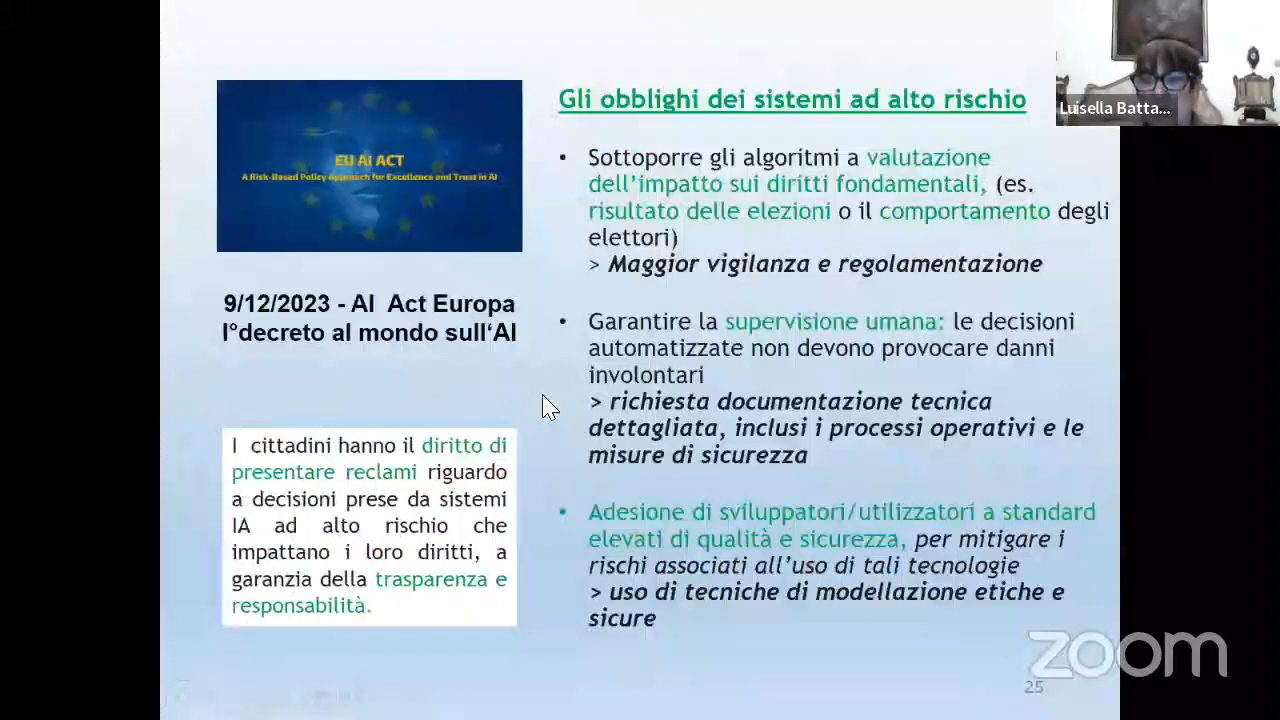 EU AI ACT
A Risk-Based Policy Approach for Excellence and Trust in AI
9/12/2023 - AI Act Europa
I°decreto al mondo sull‘AI
I cittadini hanno il diritto di
presentare reclami riguardo
a decisioni prese da sistemi
IA ad alto rischio che
impattano i loro diritti, a
garanzia della trasparenza e
responsabilità.
Gli obblighi dei sistemi ad alto rischio
• Sottoporre gli algoritmi a valutazione
dell’impatto sui diritti fondamentali, (es.
risultato delle elezioni o il comportamento degli
elettori)
> Maggior vigilanza e regolamentazione
• Garantire la supervisione umana: le decisioni
automatizzate non devono provocare danni
involontari
> richiesta documentazione tecnica
dettagliata, inclusi i processi operativi e le
misure di sicurezza
• Adesione di sviluppatori/utilizzatori a standard
elevati di qualità e sicurezza, per mitigare i
rischi associati all’uso di tali tecnologie
> uso di tecniche di modellazione etiche e
sicure
Luisella Batta...
zoom
25